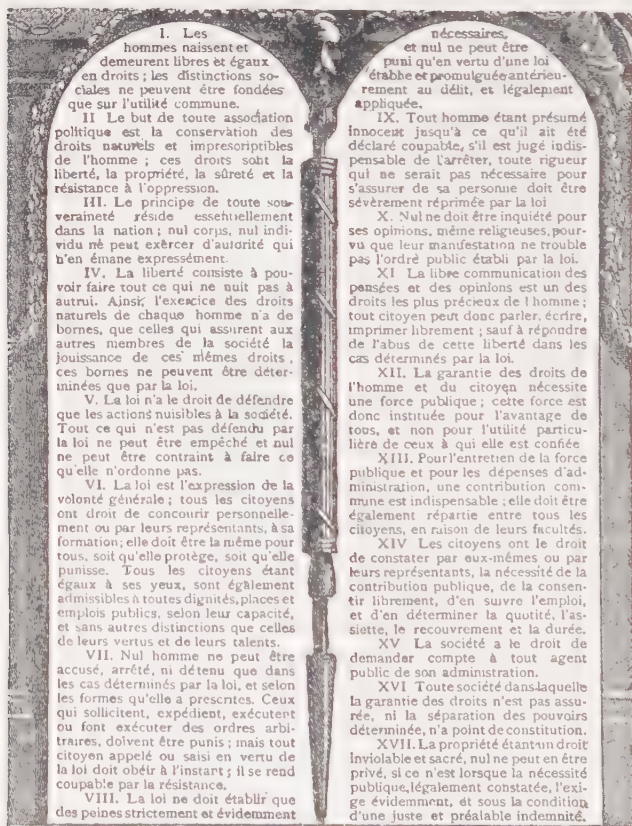 I. Les
hommes naissent et
demeurent libres et égaux
en droits ; les distinctions so-
ciales ne peuvent être fondées
que sur l'utilité commune.
II Le but de toute association
politique est la conservation des
droits naturels et imprescriptibles
de l'homme ; ces droits sont la
liberté, la propriété, la sûreté et la
résistance à l'oppression.
III. Le principe de toute sou-
veraineté réside essentiellement
dans la nation ; nul corps, nul indi-
vidu ne peut exercer d'autorité qui
n'en émane expressément.
IV. La liberté consiste à pou-
voir faire tout ce qui ne nuit pas à
autrui. Ainsi, l'exercice des droits
naturels de chaque homme n'a de
bornes, que celles qui assurent aux
autres membres de la société la
jouissance de ces mêmes droits,
ces bornes ne peuvent être déter-
minées que par la loi.
V. La loi n'a le droit de défendre
que les actions nuisibles à la société.
Tout ce qui n'est pas défendu par
la loi ne peut être empêché et nul
ne peut être contraint à faire ce
qu'elle n'ordonne pas.
VI. La loi est l'expression de la
volonté générale ; tous les citoyens
ont droit de concourir personnelle-
ment ou par leurs représentants, à sa
formation ; elle doit être la même pour
tous, soit qu'elle protège, soit qu'elle
punisse. Tous les citoyens étant
égaux à ses yeux, sont également
admissibles à toutes dignités, places et
emplois publics, selon leur capacité,
et sans autres distinctions que celles
de leurs vertus et de leurs talents.
VII. Nul homme ne peut être
accusé, arrêté, ni détenu que dans
les cas déterminés par la loi, et selon
les formes qu'elle a prescrites. Ceux
qui sollicitent, expédient, exécutent
ou font exécuter des ordres arbi-
traires, doivent être punis ; mais tout
citoyen appelé ou saisi en vertu de
la loi doit obéir à l'instant ; il se rend
coupable par la résistance.
VIII. La loi ne doit établir que
des peines strictement et évidemment
nécessaires,
et nul ne peut être
puni qu'en vertu d'une loi
établie et promulguée antérieu-
rement au délit, et légalement
appliquée.
IX. Tout homme étant présumé
innocent jusqu'à ce qu'il ait été
déclaré coupable, s'il est jugé indis-
pensable de l'arrêter, toute rigueur
qui ne serait pas nécessaire pour
s'assurer de sa personne doit être
sévèrement réprimée par la loi
X. Nul ne doit être inquiété pour
ses opinions, même religieuses, pour-
vu que leur manifestation ne trouble
pas l'ordre public établi par la loi.
XI La libre communication des
pensées et des opinions est un des
droits les plus précieux de l'homme ;
tout citoyen peut donc parler, écrire,
imprimer librement ; sauf à répondre
de l'abus de cette liberté dans les
cas déterminés par la loi.
XII. La garantie des droits de
l'homme et du citoyen nécessite
une force publique ; cette force est
donc instituée pour l'avantage de
tous, et non pour l'utilité particu-
lière de ceux à qui elle est confiée
XIII. Pour l'entretien de la force
publique et pour les dépenses d'ad-
ministration, une contribution com-
mune est indispensable ; elle doit être
également répartie entre tous les
citoyens, en raison de leurs facultés.
XIV Les citoyens ont le droit
de constater par eux-mêmes ou par
leurs représentants, la nécessité de la
contribution publique, de la consen-
tir librement, d'en suivre l'emploi,
et d'en déterminer la quotité, l'as-
siette, le recouvrement et la durée.
XV La société a le droit de
demander compte à tout agent
public de son administration.
XVI Toute société dans laquelle
la garantie des droits n'est pas assu-
rée, ni la séparation des pouvoirs
déterminée, n'a point de constitution.
XVII. La propriété étant un droit
inviolable et sacré, nul ne peut en être
privé, si ce n'est lorsque la nécessité
publique, légalement constatée, l'exi-
ge évidemment, et sous la condition
d'une juste et préalable indemnité.